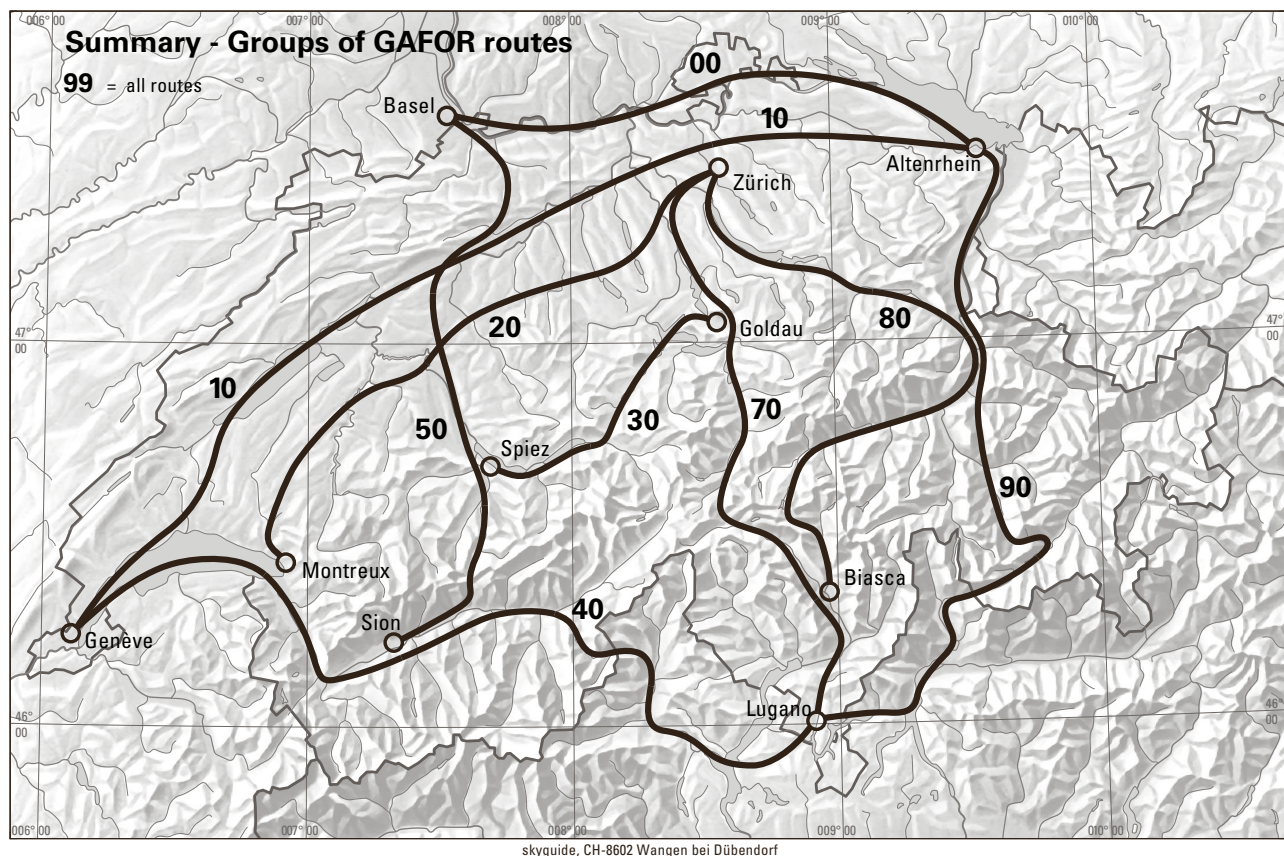 006° 00
007° 00
008° 00
009° 00
010° 00
Summary - Groups of GAFOR routes
99 = all routes
00
Basel
10
Altenrhein
Zürich
20
80
Goldau
47°
00
47°
00
10
50
30
70
Spiez
90
Montreux
Biasca
40
Sion
Genève
Lugano
46°
00
46°
00
006° 00
007° 00
008° 00
009° 00
010° 00
skyguide, CH-8602 Wangen bei Dübendorf